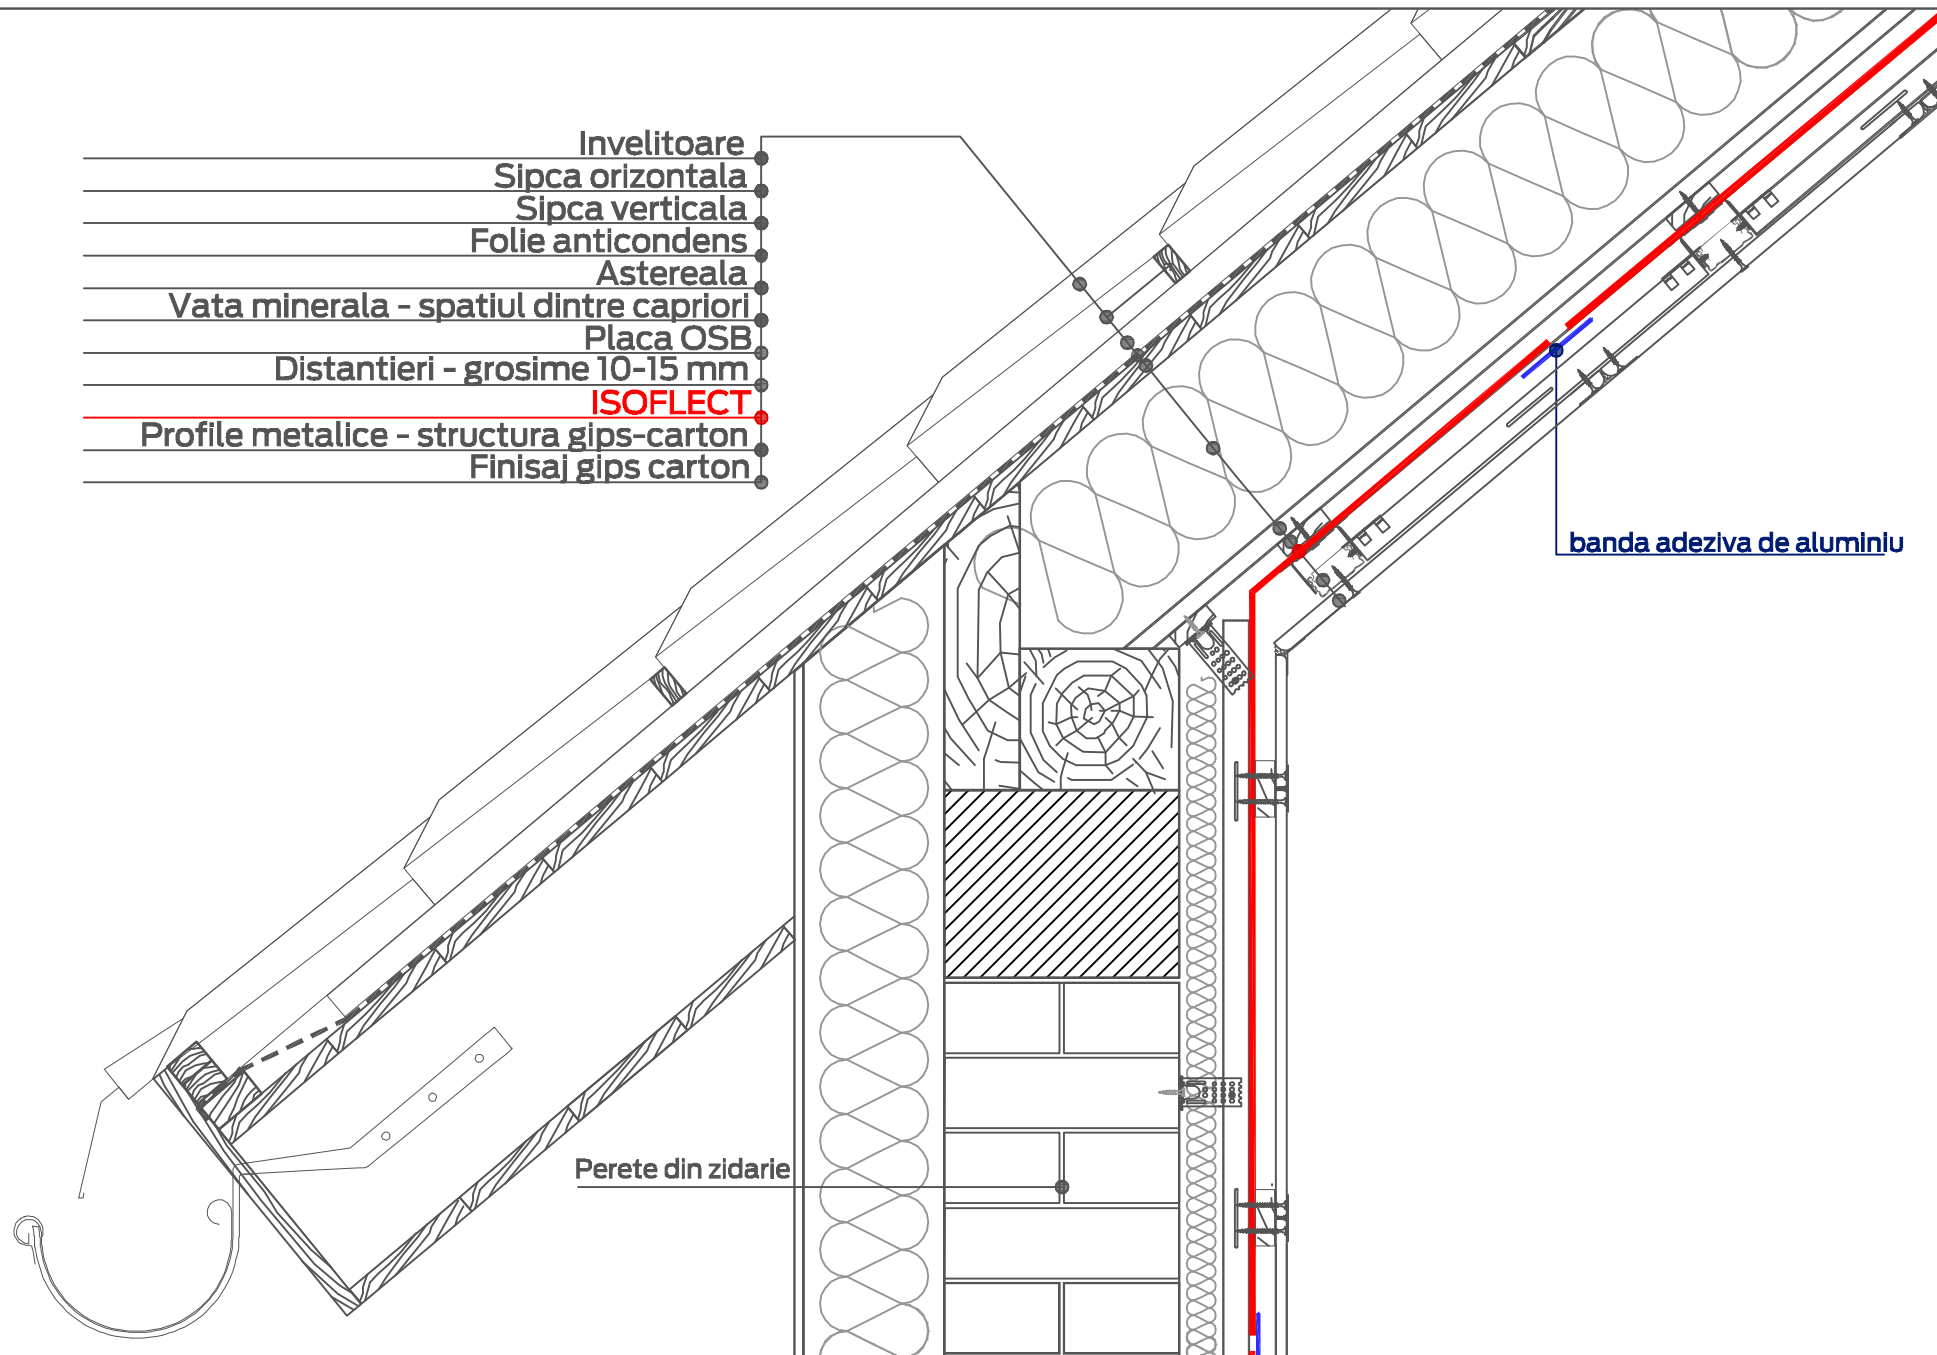 Invelitoare
Sipca orizontala
Sipca verticala
Folie anticondens
Astereala
Vata minerala - spatiul dintre capriori
Placa OSB
Distantieri - grosime 10-15 mm
ISOFLECT
Profile metalice - structura gips-carton
Finisaj gips carton
banda adeziva de aluminiu
Perete din zidarie